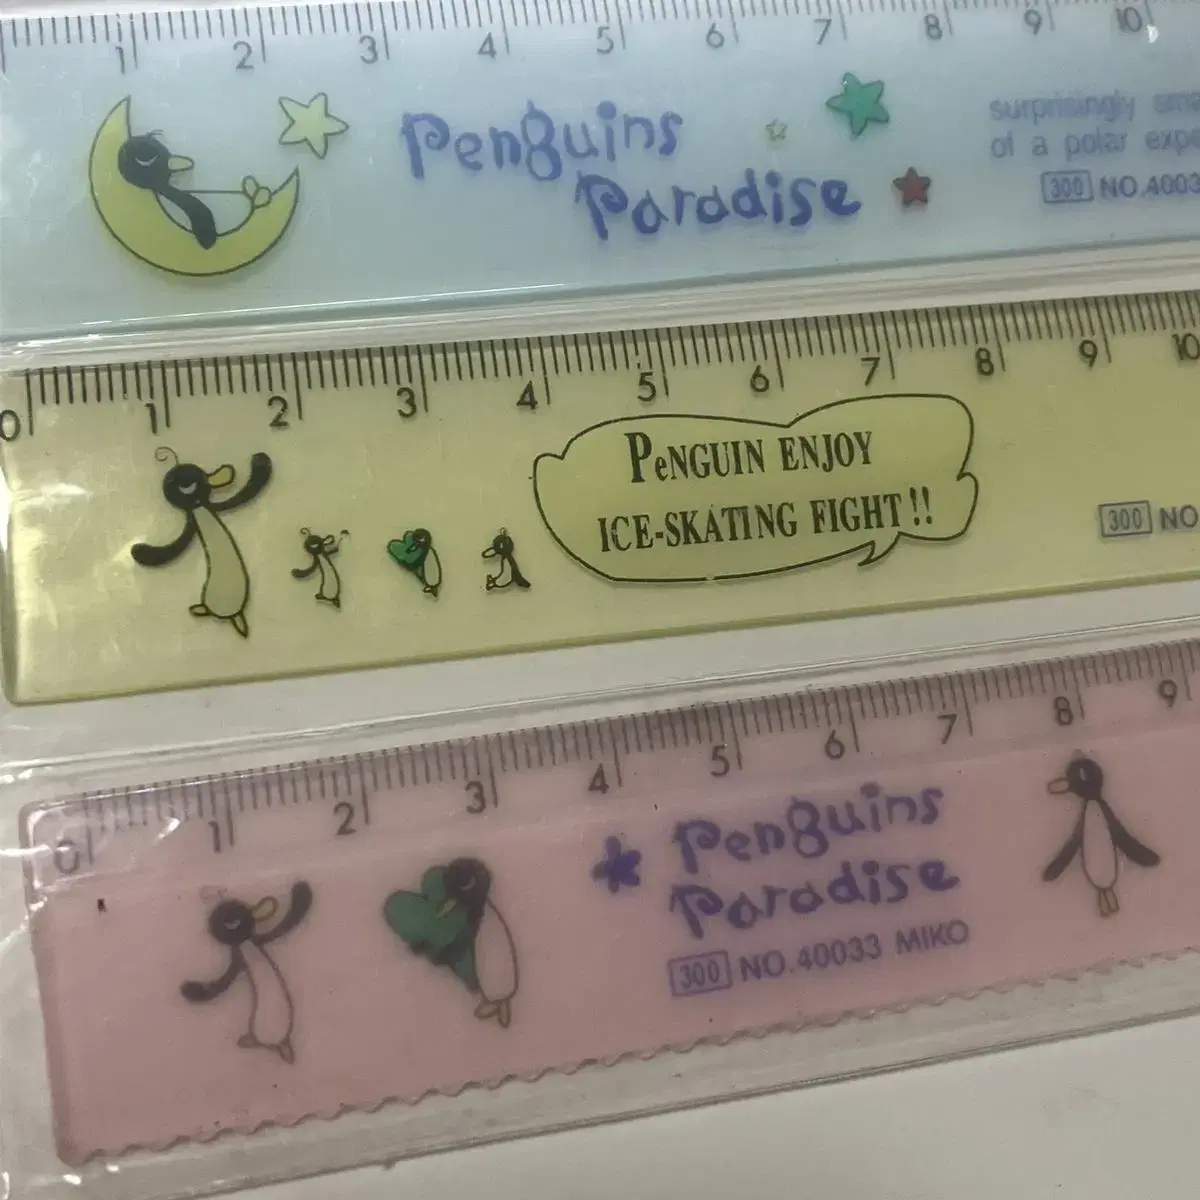 1 2 3 4 5 6 7 8 9 10
Penguins
Paradise
surprisingly
of a polar
300 NO.4003
0 1 2 3 4 5 6 7 8 9 10
PeNGUIN ENJOY
ICE-SKATING FIGHT!!
300 NO
0 1 2 3 4 5 6 7 8 9
Penguins
Paradise
300 NO.40033 MIKO